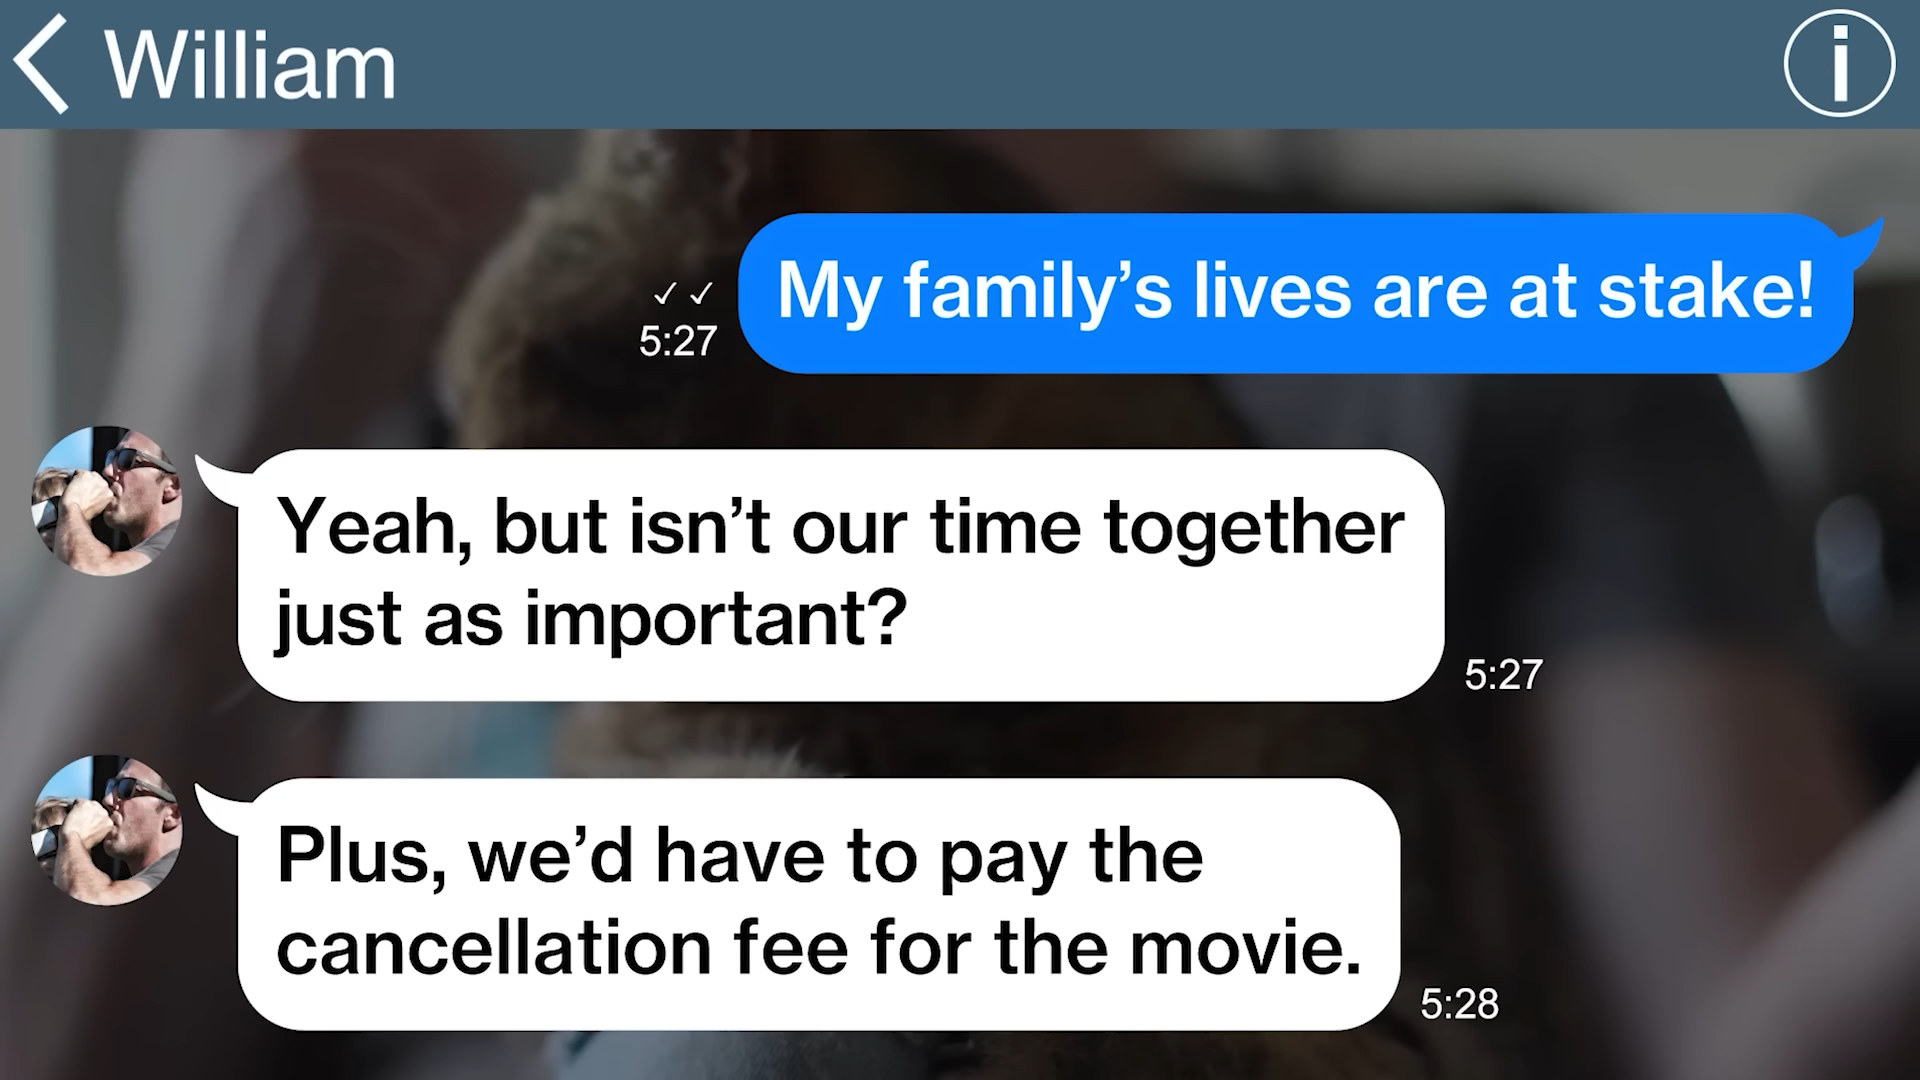 William
My family’s lives are at stake!
✓✓
5:27
Yeah, but isn’t our time together
just as important?
5:27
Plus, we’d have to pay the
cancellation fee for the movie.
5:28